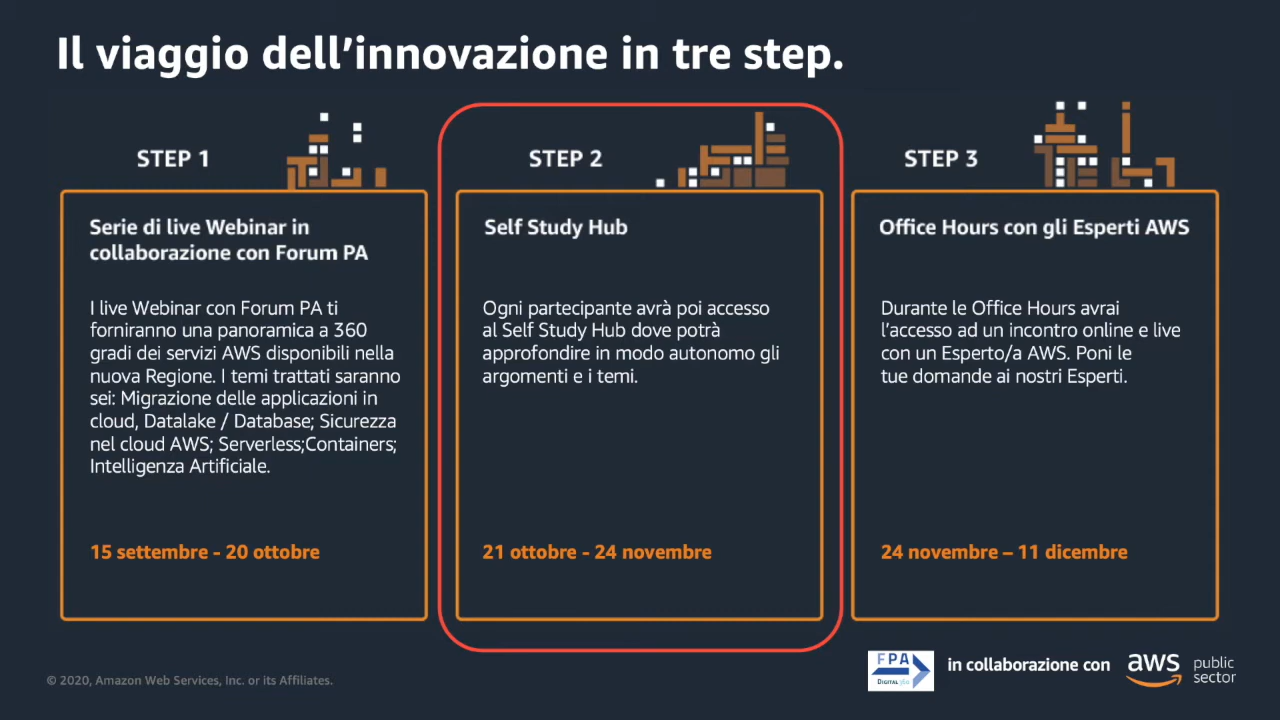 Il viaggio dell’innovazione in tre step.
STEP 1
Serie di live Webinar in
collaborazione con Forum PA
I live Webinar con Forum PA ti
forniranno una panoramica a 360
gradi dei servizi AWS disponibili nella
nuova Regione. I temi trattati saranno
sei: Migrazione delle applicazioni in
cloud, Datalake / Database; Sicurezza
nel cloud AWS; Serverless;Containers;
Intelligenza Artificiale.
15 settembre - 20 ottobre
STEP 2
Self Study Hub
Ogni partecipante avrà poi accesso
al Self Study Hub dove potrà
approfondire in modo autonomo gli
argomenti e i temi.
21 ottobre - 24 novembre
STEP 3
Office Hours con gli Esperti AWS
Durante le Office Hours avrai
l’accesso ad un incontro online e live
con un Esperto/a AWS. Poni le
tue domande ai nostri Esperti.
24 novembre – 11 dicembre
© 2020, Amazon Web Services, Inc. or its Affiliates.
FPA
DIGITAL 360
in collaborazione con
aws
public
sector